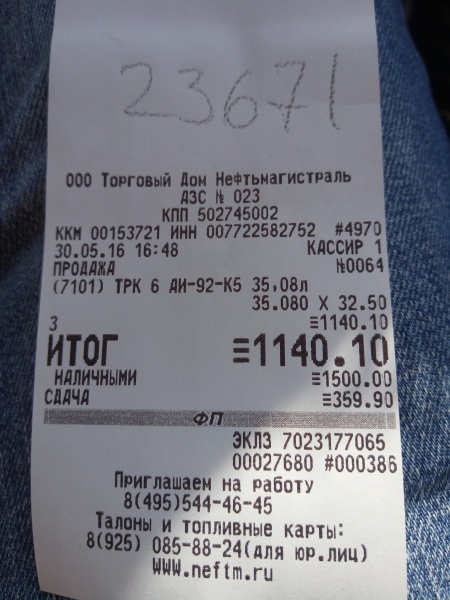 23671
ООО Торговый Дом Нефтьмагистраль
АЗС № 023
КПП 502745002
ККМ 00153721 ИНН 007722582752 #4970
30.05.16 16:48 КАССИР 1
ПРОДАЖА №0064
(7101) ТРК 6 АИ-92-К5 35,08л
35.080 X 32.50
3 ≡1140.10
ИТОГ ≡1140.10
НАЛИЧНЫМИ ≡1500.00
СДАЧА ≡359.90
ФП
ЭКЛЗ 7023177065
00027680 #000386
Приглашаем на работу
8(495)544-46-45
Талоны и топливные карты:
8(925) 085-88-24(для юр.лиц)
WWW.neftm.ru